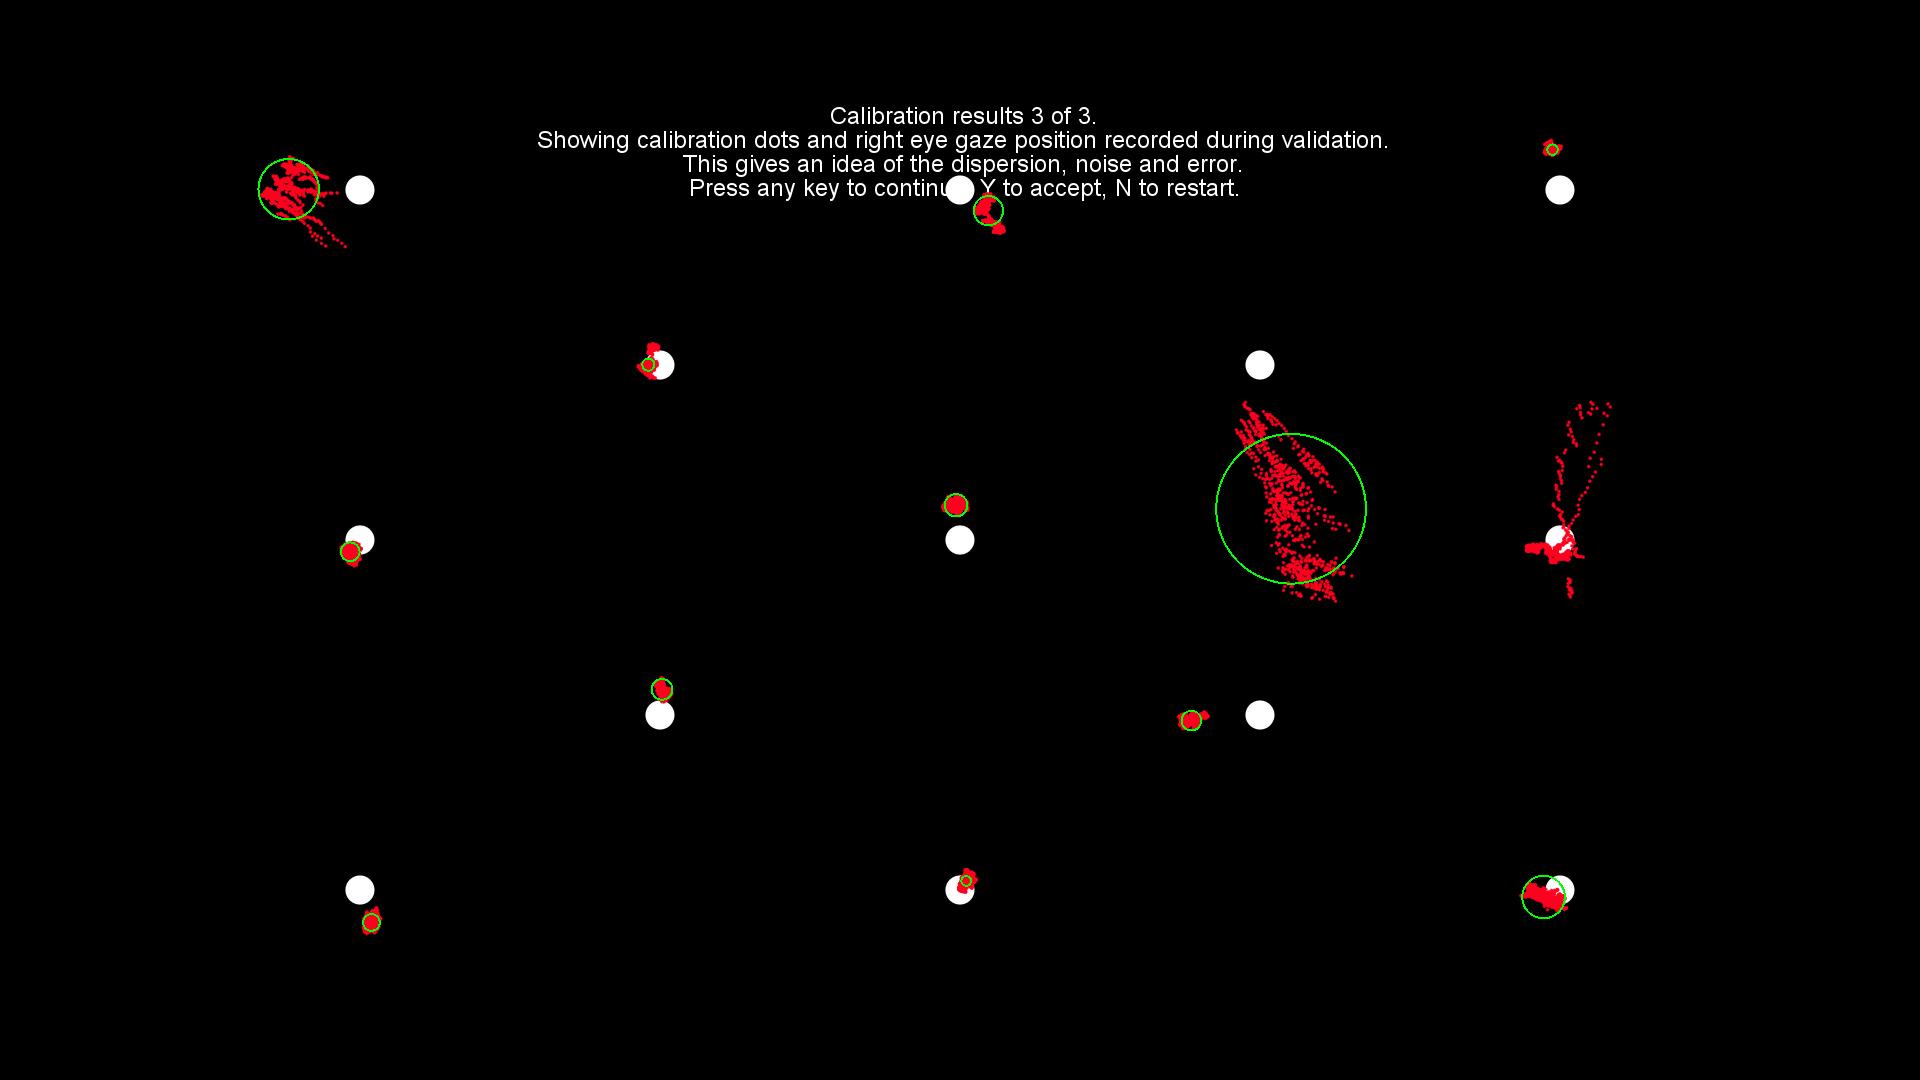 Calibration results 3 of 3.
Showing calibration dots and right eye gaze position recorded during validation.
This gives an idea of the dispersion, noise and error.
Press any key to continu Y to accept, N to restart.